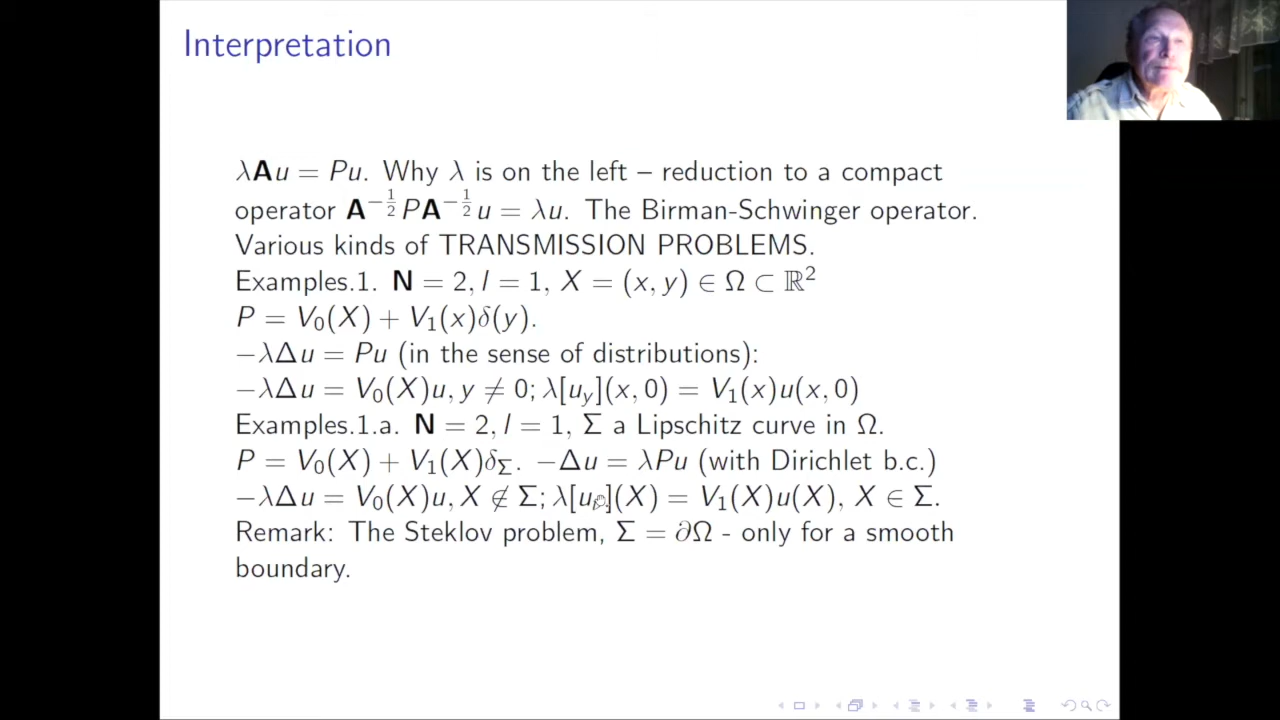 Interpretation
λAu = Pu. Why λ is on the left – reduction to a compact
operator A^{-1/2}PA^{-1/2}u = λu. The Birman-Schwinger operator.
Various kinds of TRANSMISSION PROBLEMS.
Examples.1. N = 2, l = 1, X = (x, y) ∈ Ω ⊂ ℝ²
P = V₀(X) + V₁(x)δ(y).
−λΔu = Pu (in the sense of distributions):
−λΔu = V₀(X)u, y ≠ 0; λ[u_y](x, 0) = V₁(x)u(x, 0)
Examples.1.a. N = 2, l = 1, Σ a Lipschitz curve in Ω.
P = V₀(X) + V₁(X)δ_Σ. −Δu = λPu (with Dirichlet b.c.)
−λΔu = V₀(X)u, X ∉ Σ; λ[u](X) = V₁(X)u(X), X ∈ Σ.
Remark: The Steklov problem, Σ = ∂Ω - only for a smooth
boundary.